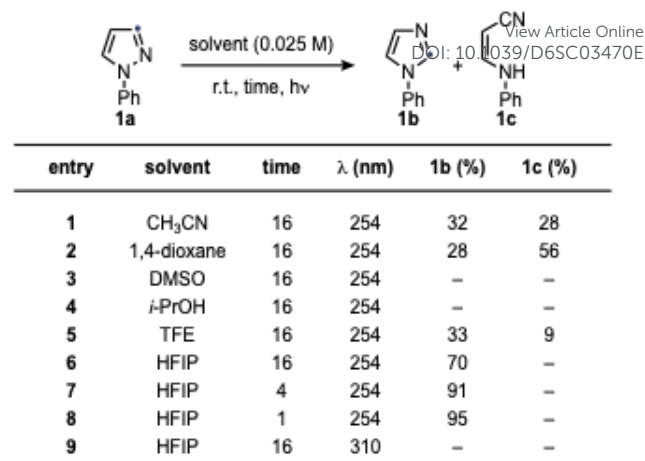 solvent (0.025 M)
r.t., time, hν
N
N
Ph
1a
N
N
Ph
1b
+
CN
NH
Ph
1c
View Article Online
DOI: 10.1039/D6SC03470E
entry solvent time λ (nm) 1b (%) 1c (%)
1 CH₃CN 16 254 32 28
2 1,4-dioxane 16 254 28 56
3 DMSO 16 254 – –
4 i-PrOH 16 254 – –
5 TFE 16 254 33 9
6 HFIP 16 254 70 –
7 HFIP 4 254 91 –
8 HFIP 1 254 95 –
9 HFIP 16 310 – –